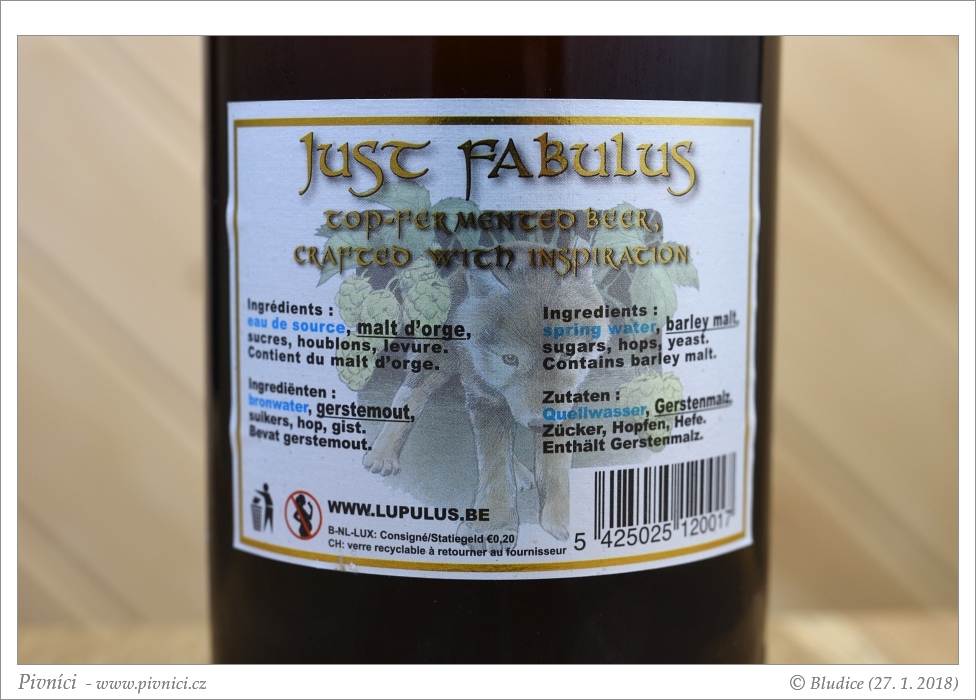 Just Fabulus
Top-fermented beer,
crafted with inspiration
Ingrédients :
eau de source, malt d'orge,
sucres, houblons, levure.
Contient du malt d'orge.
Ingrediënten :
bronwater, gerstemout,
suikers, hop, gist.
Bevat gerstemout.
Ingredients :
spring water, barley malt,
sugars, hops, yeast.
Contains barley malt.
Zutaten :
Quellwasser, Gerstenmalz,
Zücker, Hopfen, Hefe.
Enthält Gerstenmalz.
WWW.LUPULUS.BE
B-NL-LUX: Consigné/Statiegeld €0,20
CH: verre recyclable à retourner au fournisseur
5 425025 120017
Pivníci - www.pivnici.cz
© Bludice (27. 1. 2018)